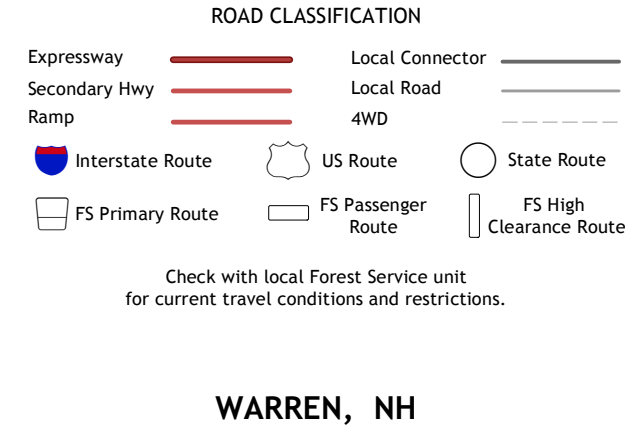 ROAD CLASSIFICATION
Expressway
Local Connector
Secondary Hwy
Local Road
Ramp
4WD
Interstate Route
US Route
State Route
FS Primary Route
FS Passenger
Route
FS High
Clearance Route
Check with local Forest Service unit
for current travel conditions and restrictions.
WARREN, NH